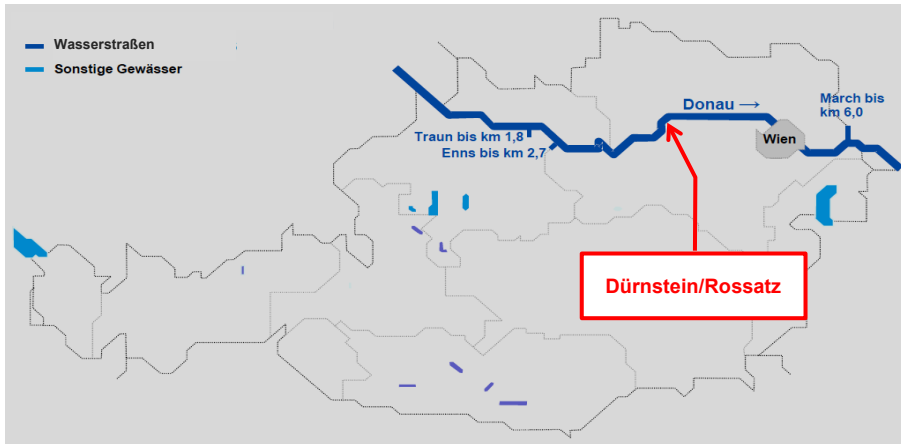 Wasserstraßen
Sonstige Gewässer
Donau →
March bis
km 6,0
Traun bis km 1,8
Enns bis km 2,7
Wien
Dürnstein/Rossatz